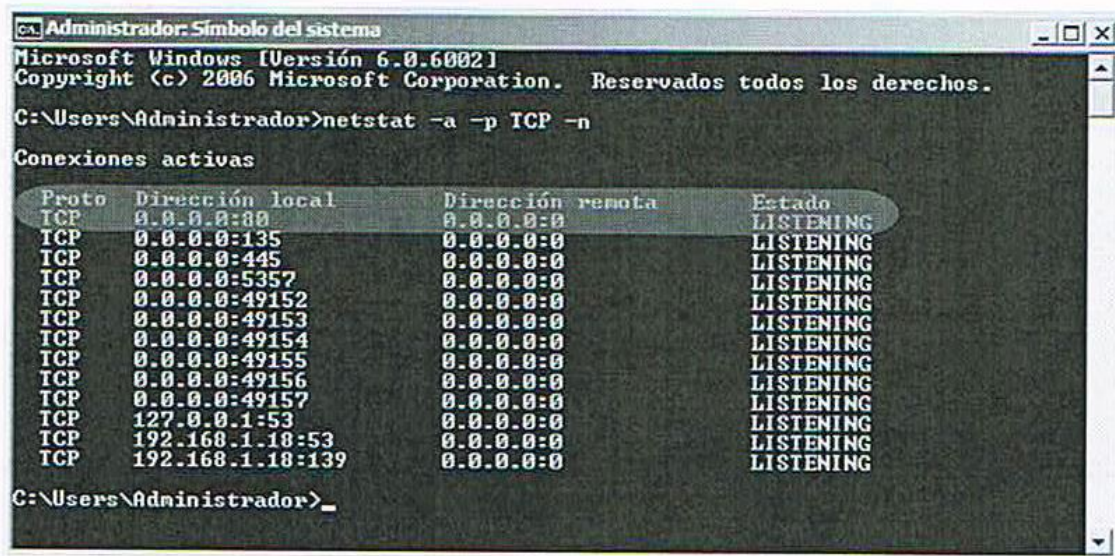 Administrador: Símbolo del sistema
Microsoft Windows [Versión 6.0.6002]
Copyright (c) 2006 Microsoft Corporation. Reservados todos los derechos.
C:\Users\Administrador>netstat -a -p TCP -n
Conexiones activas
Proto Dirección local Dirección remota Estado
TCP 0.0.0.0:80 0.0.0.0:0 LISTENING
TCP 0.0.0.0:135 0.0.0.0:0 LISTENING
TCP 0.0.0.0:445 0.0.0.0:0 LISTENING
TCP 0.0.0.0:5357 0.0.0.0:0 LISTENING
TCP 0.0.0.0:49152 0.0.0.0:0 LISTENING
TCP 0.0.0.0:49153 0.0.0.0:0 LISTENING
TCP 0.0.0.0:49154 0.0.0.0:0 LISTENING
TCP 0.0.0.0:49155 0.0.0.0:0 LISTENING
TCP 0.0.0.0:49156 0.0.0.0:0 LISTENING
TCP 0.0.0.0:49157 0.0.0.0:0 LISTENING
TCP 127.0.0.1:53 0.0.0.0:0 LISTENING
TCP 192.168.1.18:53 0.0.0.0:0 LISTENING
TCP 192.168.1.18:139 0.0.0.0:0 LISTENING
C:\Users\Administrador>_